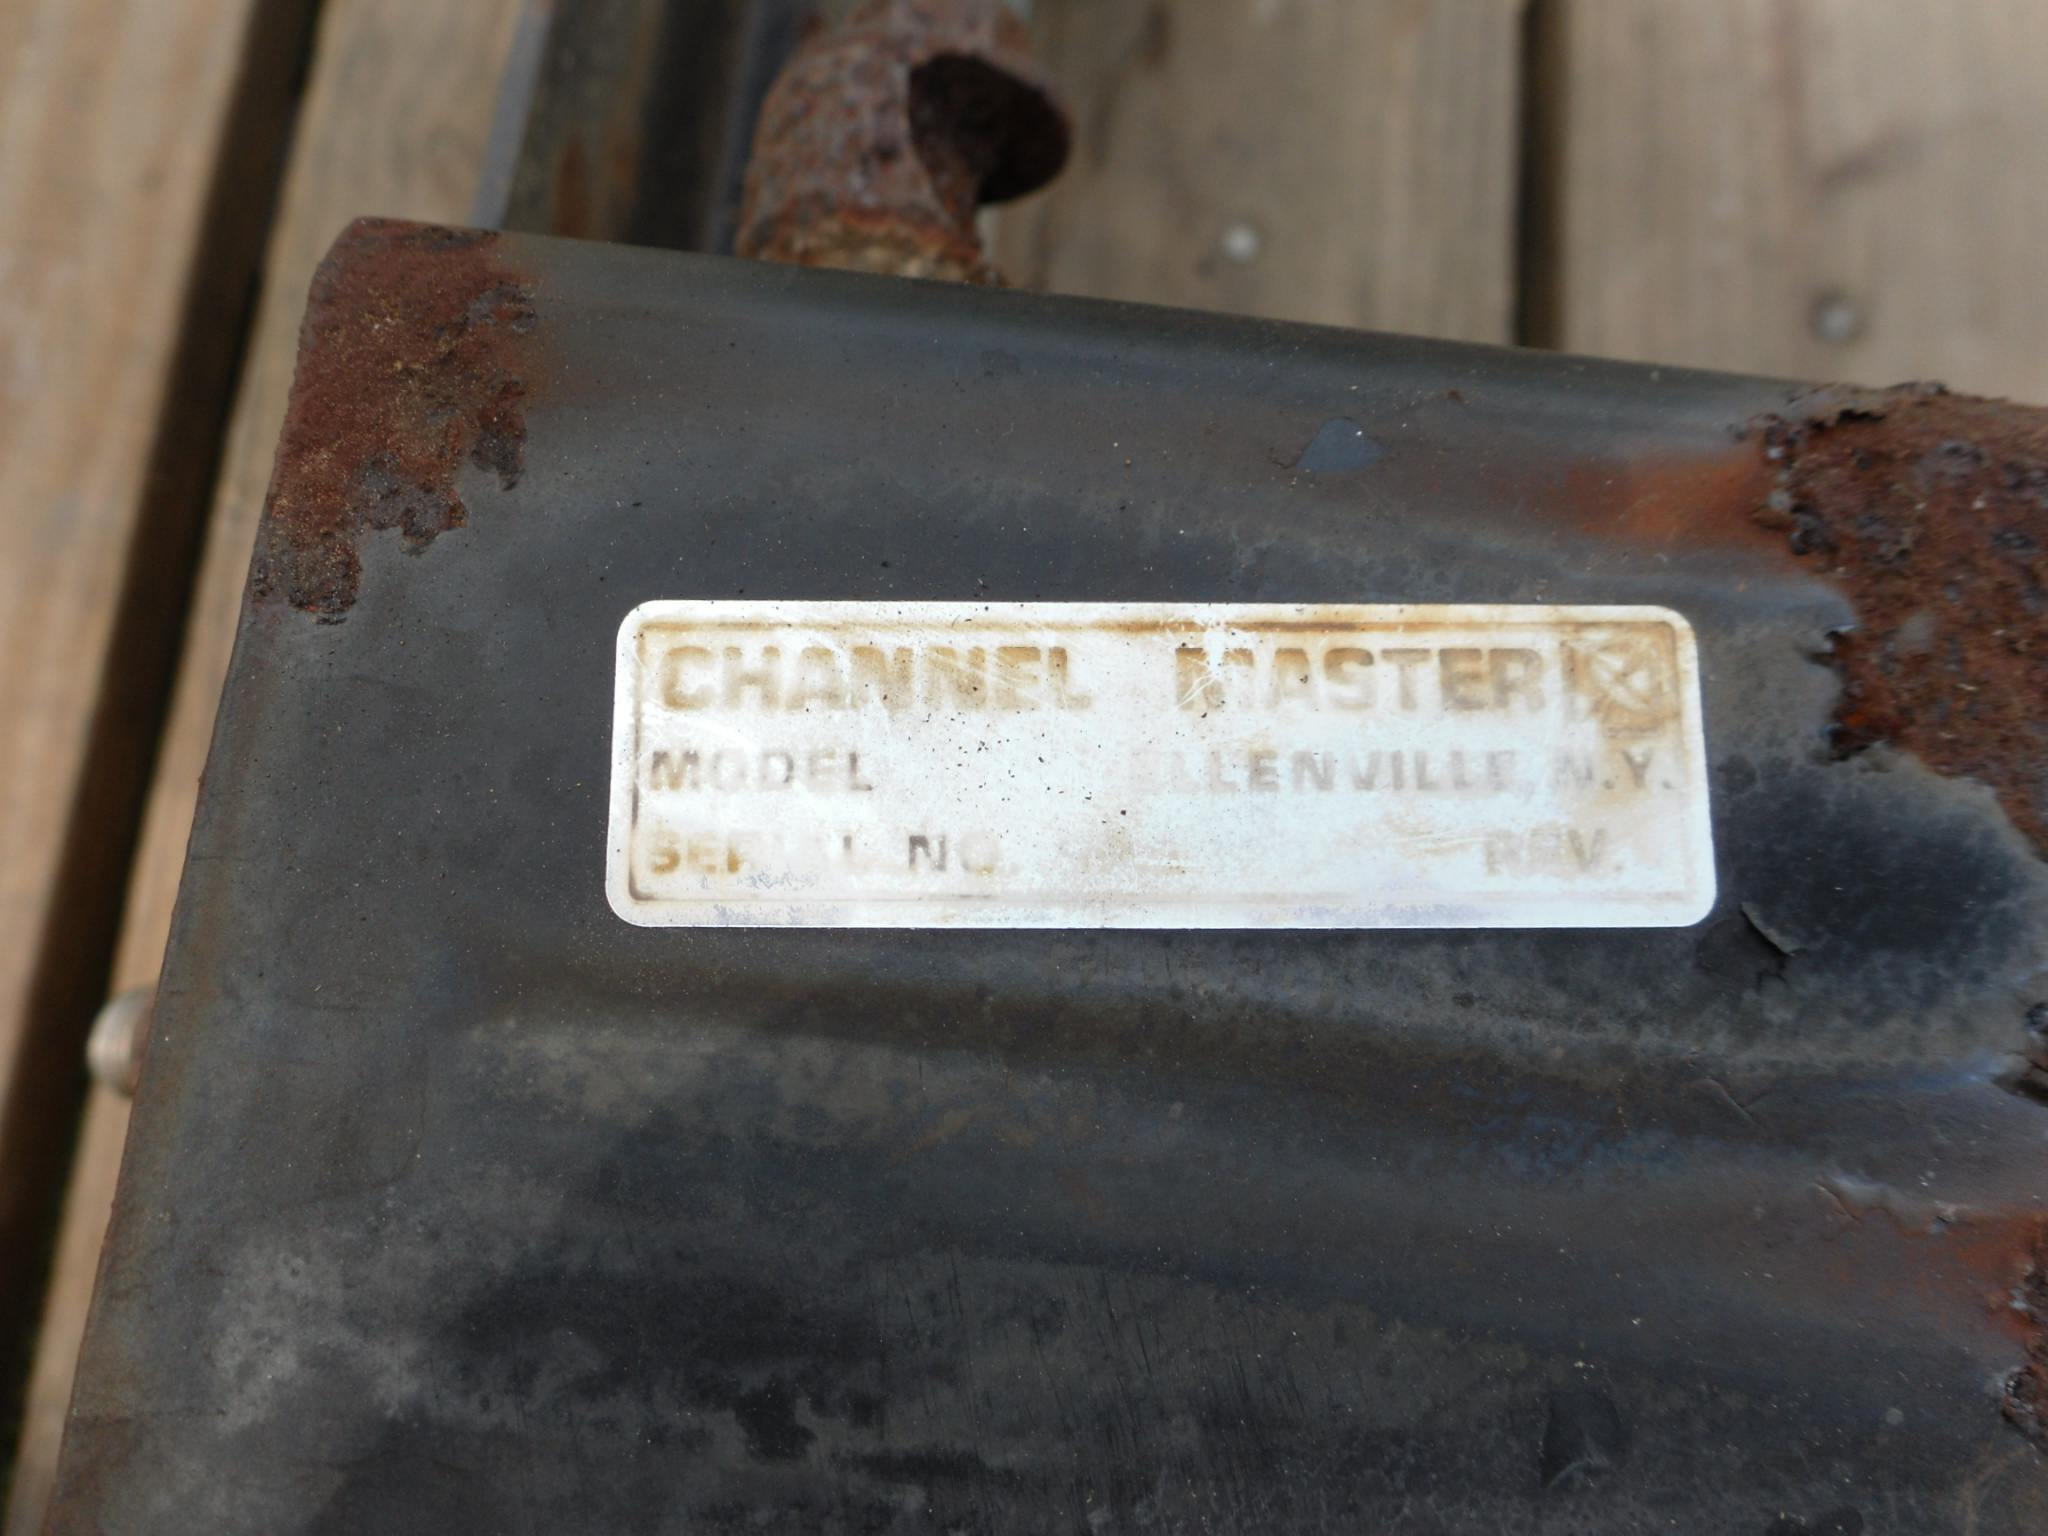 CHANNEL MASTER
MODEL ELLENVILLE, N.Y.
SERIAL NO. REV.